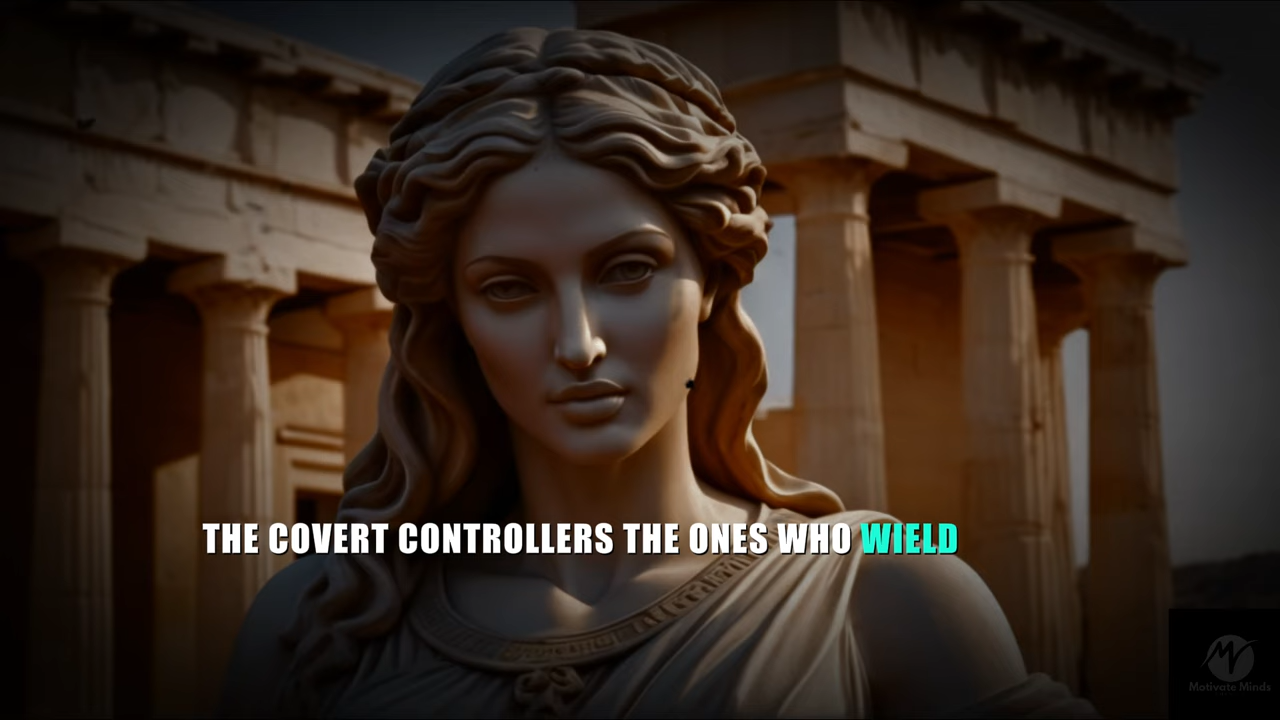 THE COVERT CONTROLLERS THE ONES WHO WIELD
Motivate Minds